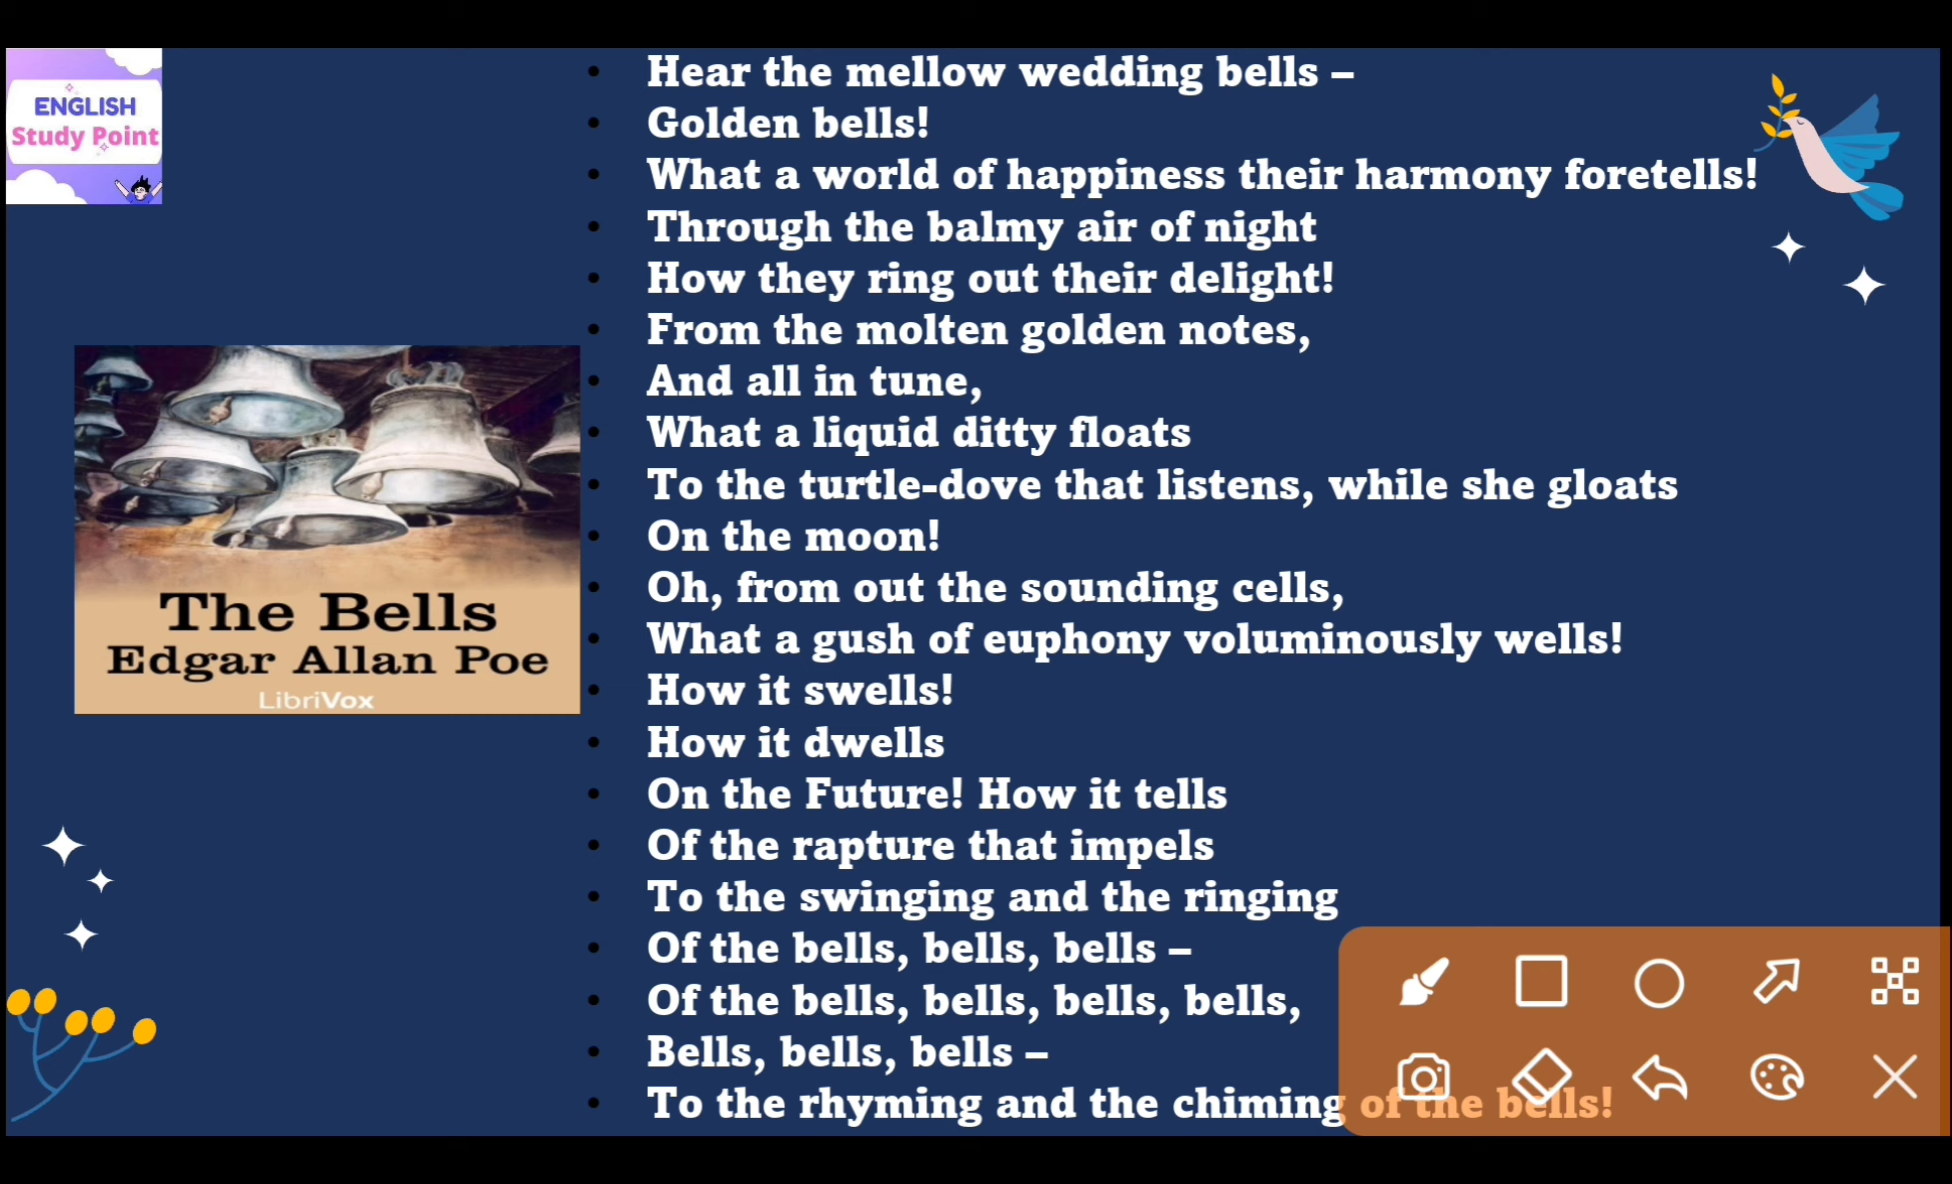 ENGLISH
Study Point
Hear the mellow wedding bells –
Golden bells!
What a world of happiness their harmony foretells!
Through the balmy air of night
How they ring out their delight!
From the molten golden notes,
And all in tune,
What a liquid ditty floats
To the turtle-dove that listens, while she gloats
On the moon!
Oh, from out the sounding cells,
What a gush of euphony voluminously wells!
How it swells!
How it dwells
On the Future! How it tells
Of the rapture that impels
To the swinging and the ringing
Of the bells, bells, bells –
Of the bells, bells, bells, bells,
Bells, bells, bells –
To the rhyming and the chiming of the bells!
The Bells
Edgar Allan Poe
LibriVox